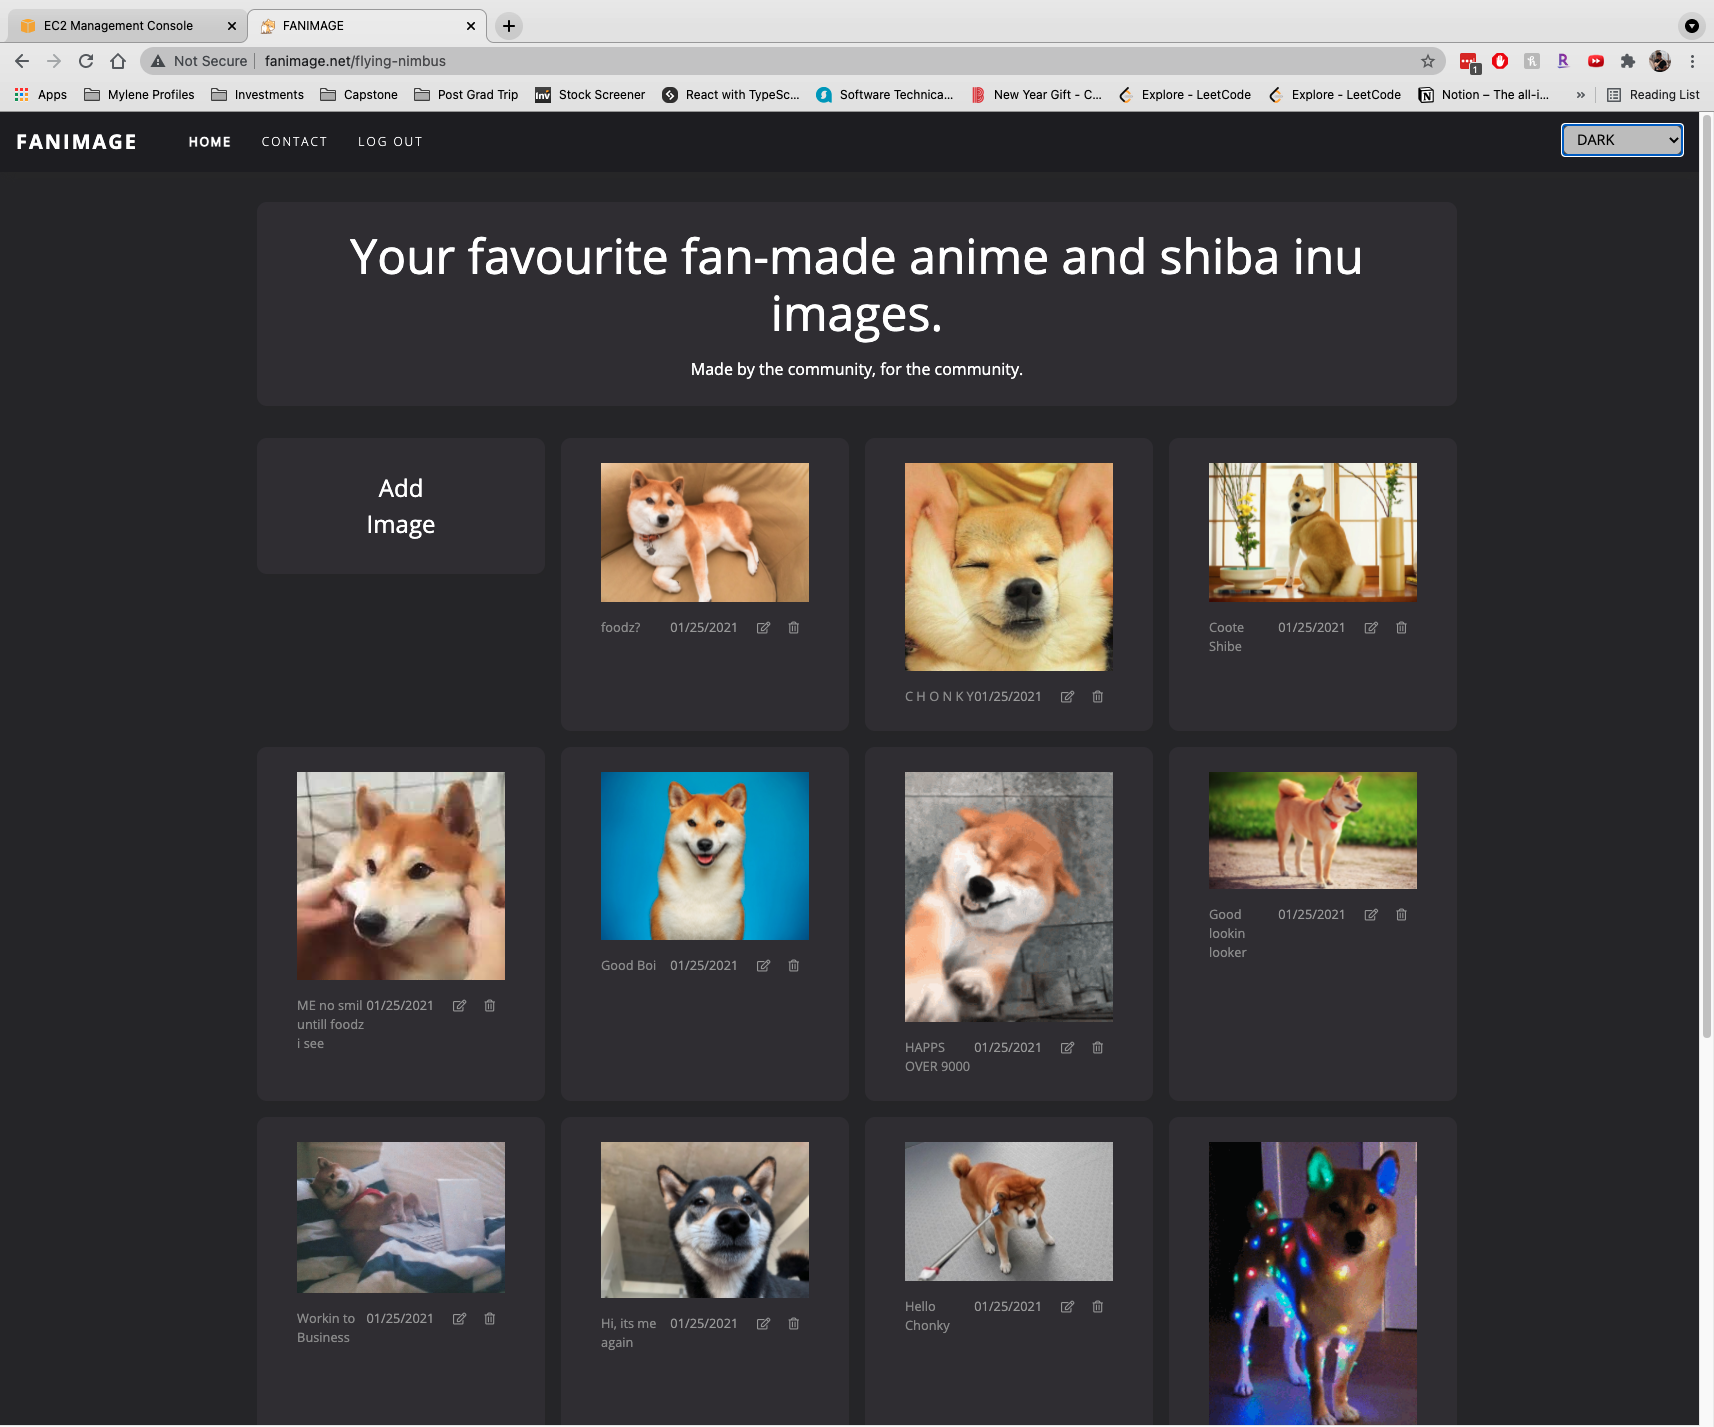 EC2 Management Console
FANIMAGE
Not Secure
fanimage.net/flying-nimbus
1
R
Apps
Mylene Profiles
Investments
Capstone
Post Grad Trip
Inv
Stock Screener
React with TypeSc...
Software Technica...
New Year Gift - C...
Explore - LeetCode
Explore - LeetCode
Notion – The all-i...
»
Reading List
FANIMAGE
HOME
CONTACT
LOG OUT
DARK
Your favourite fan-made anime and shiba inu
images.
Made by the community, for the community.
Add
Image
foodz?
01/25/2021
C H O N K Y
01/25/2021
Coote
Shibe
01/25/2021
ME no smil
untill foodz
i see
01/25/2021
Good Boi
01/25/2021
HAPPS
OVER 9000
01/25/2021
Good
lookin
looker
01/25/2021
Workin to
Business
01/25/2021
Hi, its me
again
01/25/2021
Hello
Chonky
01/25/2021